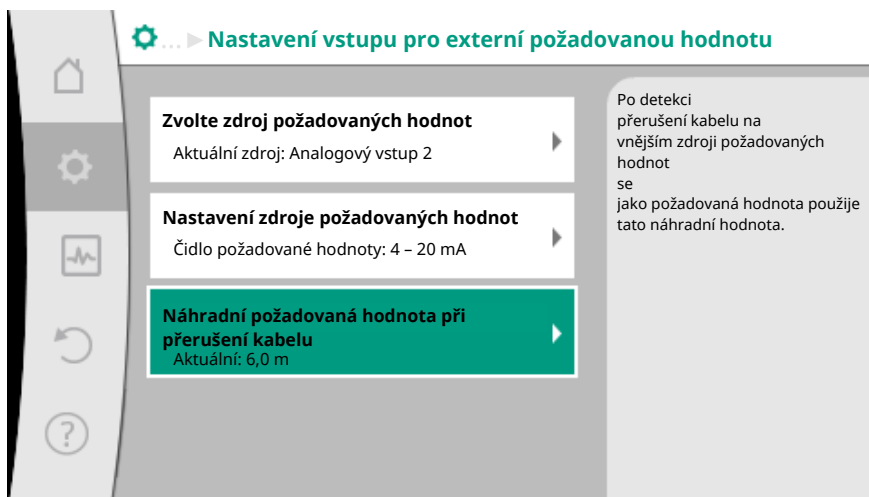 ... ▶ Nastavení vstupu pro externí požadovanou hodnotu
Zvolte zdroj požadovaných hodnot
Aktuální zdroj: Analogový vstup 2
Nastavení zdroje požadovaných hodnot
Čidlo požadované hodnoty: 4 – 20 mA
Náhradní požadovaná hodnota při
přerušení kabelu
Aktuální: 6,0 m
Po detekci
přerušení kabelu na
vnějším zdroji požadovaných
hodnot
se
jako požadovaná hodnota použije
tato náhradní hodnota.
?